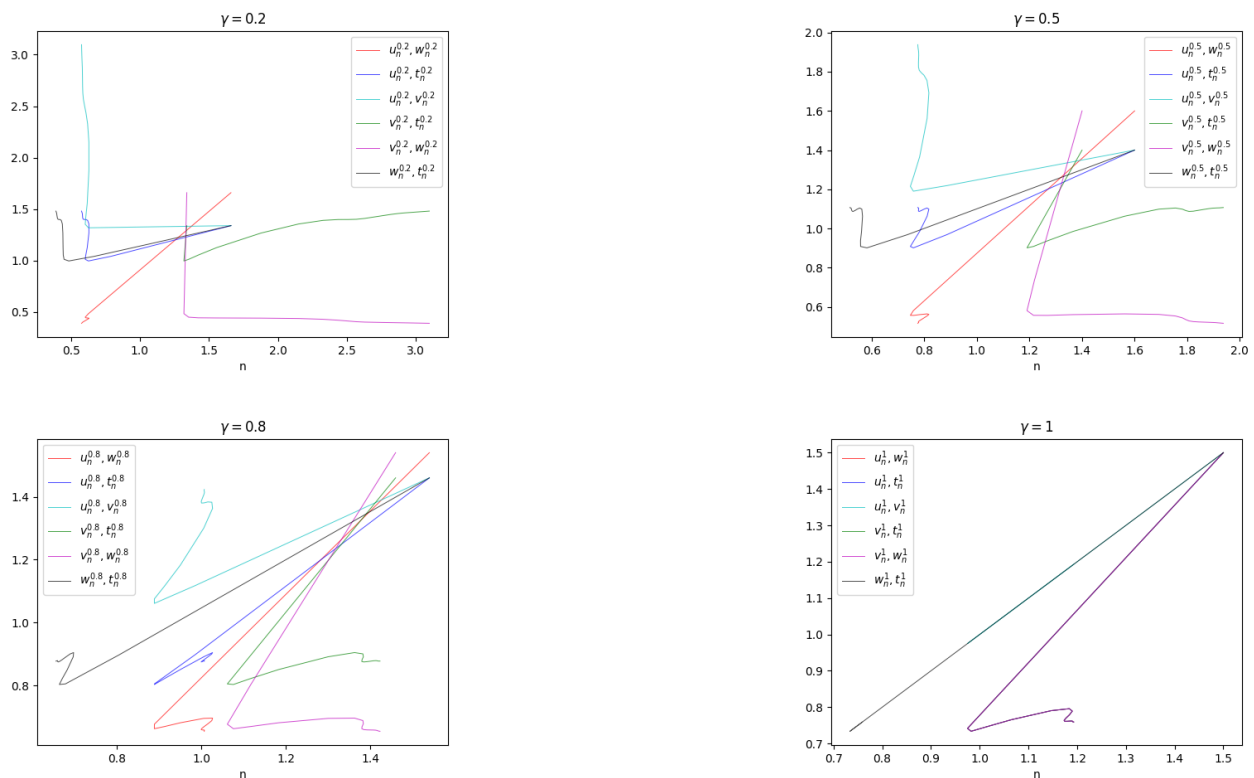 γ = 0.2
3.0
2.5
2.0
1.5
1.0
0.5
u_n^{0.2}, w_n^{0.2}
u_n^{0.2}, t_n^{0.2}
u_n^{0.2}, v_n^{0.2}
v_n^{0.2}, t_n^{0.2}
v_n^{0.2}, w_n^{0.2}
w_n^{0.2}, t_n^{0.2}
0.5 1.0 1.5 2.0 2.5 3.0
n
γ = 0.5
2.0
1.8
1.6
1.4
1.2
1.0
0.8
0.6
u_n^{0.5}, w_n^{0.5}
u_n^{0.5}, t_n^{0.5}
u_n^{0.5}, v_n^{0.5}
v_n^{0.5}, t_n^{0.5}
v_n^{0.5}, w_n^{0.5}
w_n^{0.5}, t_n^{0.5}
0.6 0.8 1.0 1.2 1.4 1.6 1.8 2.0
n
γ = 0.8
1.4
1.2
1.0
0.8
u_n^{0.8}, w_n^{0.8}
u_n^{0.8}, t_n^{0.8}
u_n^{0.8}, v_n^{0.8}
v_n^{0.8}, t_n^{0.8}
v_n^{0.8}, w_n^{0.8}
w_n^{0.8}, t_n^{0.8}
0.8 1.0 1.2 1.4
n
γ = 1
1.5
1.4
1.3
1.2
1.1
1.0
0.9
0.8
0.7
u_n^1, w_n^1
u_n^1, t_n^1
u_n^1, v_n^1
v_n^1, t_n^1
v_n^1, w_n^1
w_n^1, t_n^1
0.7 0.8 0.9 1.0 1.1 1.2 1.3 1.4 1.5
n